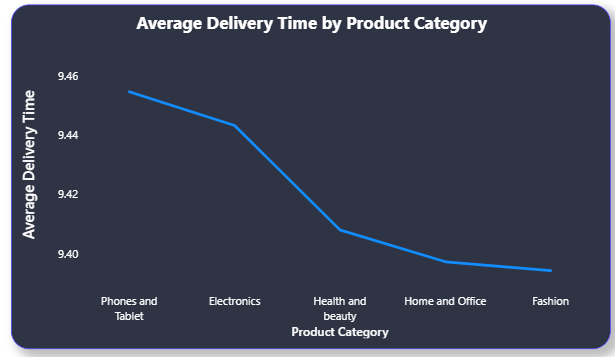 Average Delivery Time by Product Category
Average Delivery Time
9.46
9.44
9.42
9.40
Phones and
Tablet
Electronics
Health and
beauty
Home and Office
Fashion
Product Category